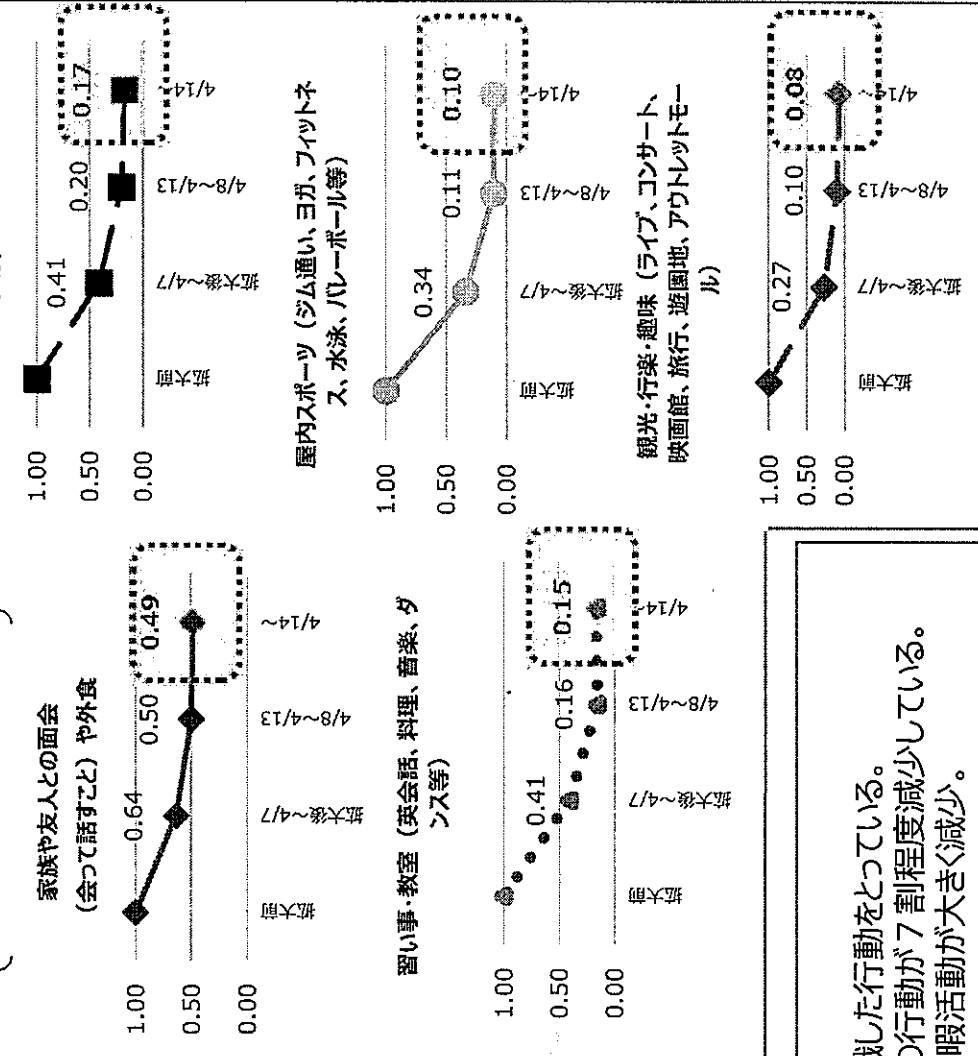 家族や友人との面会
(会って話すこと)や外食
1.00
0.50
0.00
0.64
0.50
0.49
拡大前
拡大後~4/7
4/8~4/13
4/14~
1.00
0.50
0.00
0.41
0.20
0.17
拡大前
拡大後~4/7
4/8~4/13
4/14~
習い事・教室(英会話、料理、音楽、ダ
ンス等)
1.00
0.50
0.00
0.41
0.16
0.15
拡大前
拡大後~4/7
4/8~4/13
4/14~
屋内スポーツ(ジム通い、ヨガ、フィットネ
ス、水泳、バレーボール等)
1.00
0.50
0.00
0.34
0.11
0.10
拡大前
拡大後~4/7
4/8~4/13
4/14~
観光・行楽・趣味(ライブ、コンサート、
映画館、旅行、遊園地、アウトレットモー
ル)
1.00
0.50
0.00
0.27
0.10
0.08
拡大前
拡大後~4/7
4/8~4/13
4/14~
した行動をとっている。
行動が7割程度減少している。
暇活動が大きく減少。